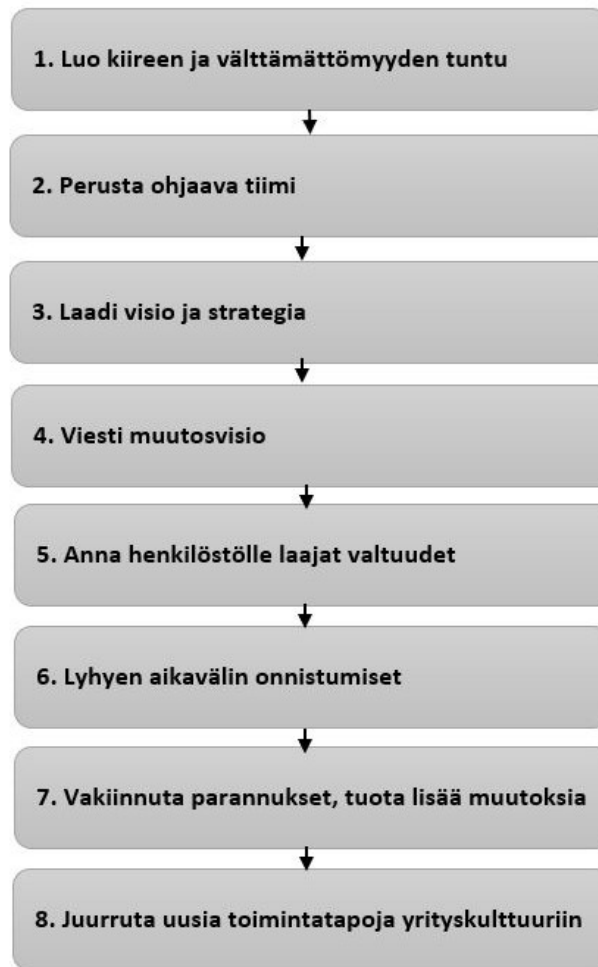 1. Luo kiireen ja välttämättömyyden tuntu
2. Perusta ohjaava tiimi
3. Laadi visio ja strategia
4. Viesti muutosvisio
5. Anna henkilöstölle laajat valtuudet
6. Lyhyen aikavälin onnistumiset
7. Vakiinnuta parannukset, tuota lisää muutoksia
8. Juurruta uusia toimintatapoja yrityskulttuuriin